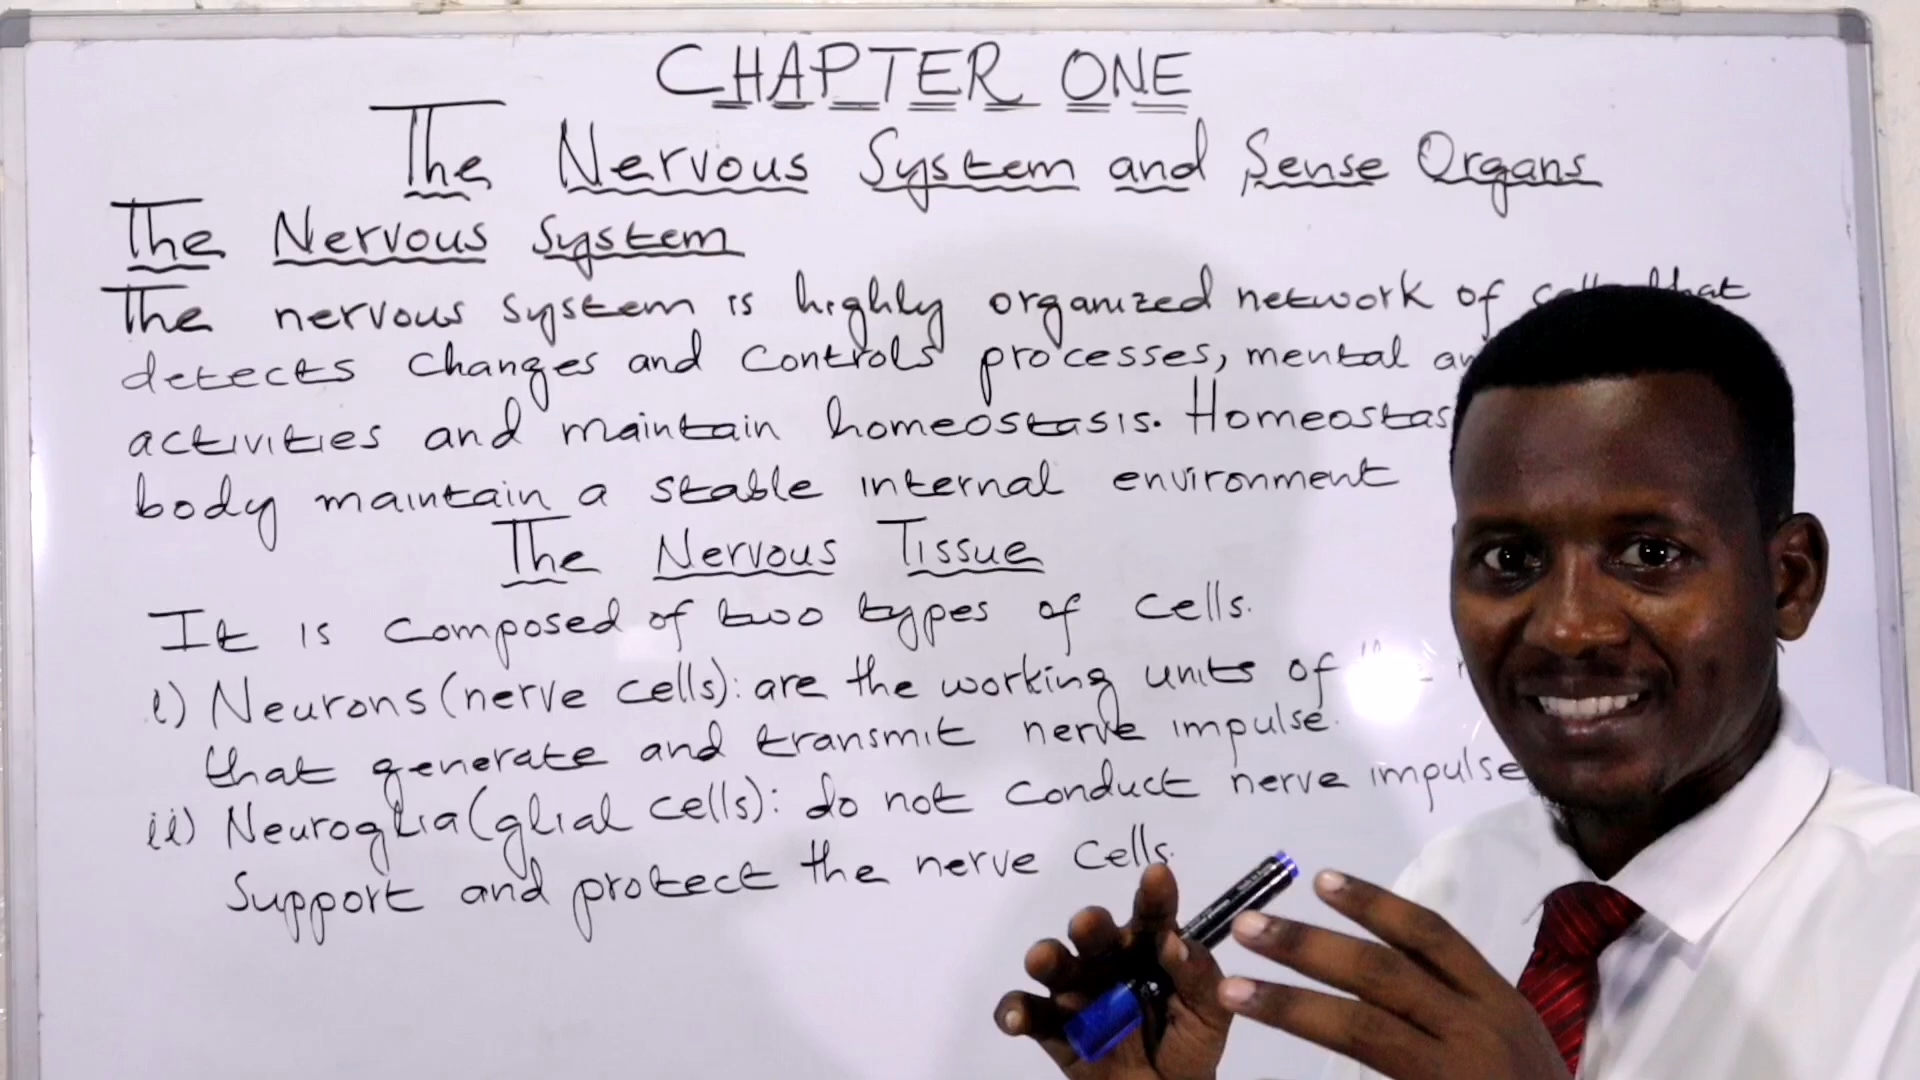 CHAPTER ONE
The Nervous System and Sense Organs
The Nervous System
The nervous system is highly organized network of cells that
detects changes and controls processes, mental
activities and maintain homeostasis.
body maintain a stable internal environment
The Nervous Tissue
It is composed of two types of cells.
i) Neurons (nerve cells): are the working units of
that generate and transmit nerve impulse.
ii) Neuroglia (glial cells): do not conduct nerve impulse
Support and protect the nerve cells.